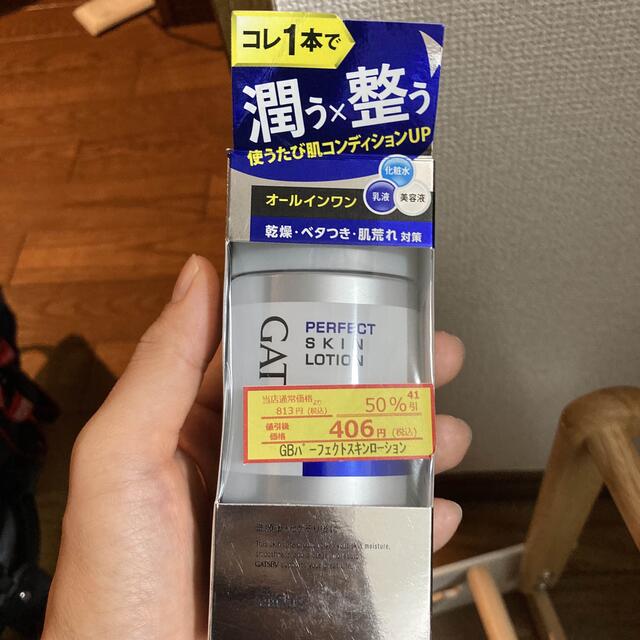 コレ1本で
潤う×整う
使うたび肌コンディションUP
化粧水
オールインワン
乳液
美容液
乾燥・ベタつき・肌荒れ対策
GAT
PERFECT
SKIN
LOTION
当店通常価格
813円(税込)
41
50%引
値引後
価格
406円(税込)
GBパーフェクトスキンローション
skin moisture,
GATSBY